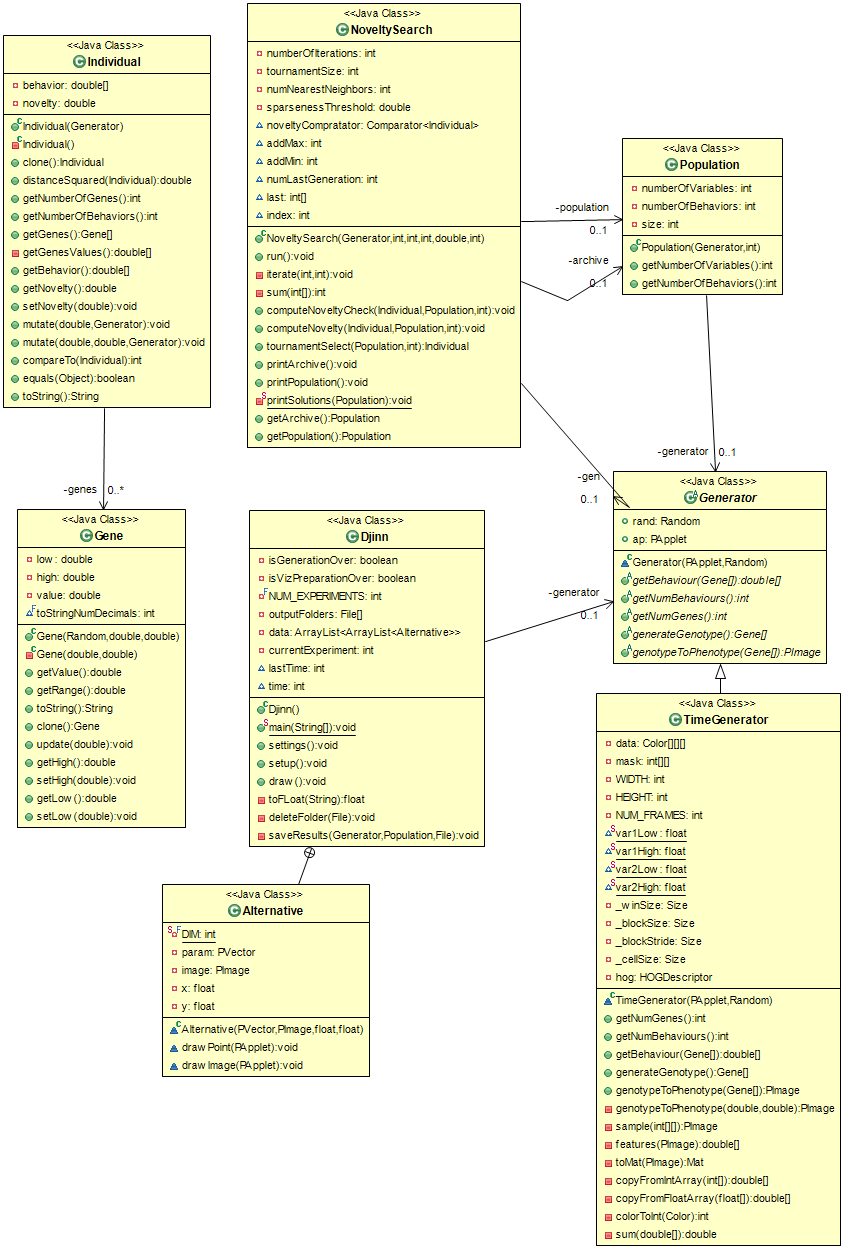 <<Java Class>>
Individual
behavior: double[]
novelty: double
Individual(Generator)
Individual()
clone():Individual
distanceSquared(Individual):double
getNumberOfGenes():int
getNumberOfBehaviors():int
getGenes():Gene[]
getGenesValues():double[]
getBehavior():double[]
getNovelty():double
setNovelty(double):void
mutate(double,Generator):void
mutate(double,double,Generator):void
compareTo(Individual):int
equals(Object):boolean
toString():String
<<Java Class>>
NoveltySearch
numberOfIterations: int
tournamentSize: int
numNearestNeighbors: int
sparsenessThreshold: double
noveltyCompratator: Comparator<Individual>
addMax: int
addMin: int
numLastGeneration: int
last: int[]
index: int
NoveltySearch(Generator,int,int,int,double,int)
run():void
iterate(int,int):void
sum(int[]):int
computeNoveltyCheck(Individual,Population,int):void
computeNovelty(Individual,Population,int):void
tournamentSelect(Population,int):Individual
printArchive():void
printPopulation():void
printSolutions(Population):void
getArchive():Population
getPopulation():Population
-population
0..1
-archive
0..1
<<Java Class>>
Population
numberOfVariables: int
numberOfBehaviors: int
size: int
Population(Generator,int)
getNumberOfVariables():int
getNumberOfBehaviors():int
-generator
0..1
-gen
0..1
-genes
0..*
<<Java Class>>
Gene
low: double
high: double
value: double
toStringNumDecimals: int
Gene(Random,double,double)
Gene(double,double)
getValue():double
getRange():double
toString():String
clone():Gene
update(double):void
getHigh():double
setHigh(double):void
getLow():double
setLow(double):void
<<Java Class>>
Djinn
isGenerationOver: boolean
isVizPreparationOver: boolean
NUM_EXPERIMENTS: int
outputFolders: File[]
data: ArrayList<ArrayList<Alternative>>
currentExperiment: int
lastTime: int
time: int
Djinn()
main(String[]):void
settings():void
setup():void
draw():void
toFLoat(String):float
deleteFolder(File):void
saveResults(Generator,Population,File):void
-generator
0..1
<<Java Class>>
Generator
rand: Random
ap: PApplet
Generator(PApplet,Random)
getBehaviour(Gene[]):double[]
getNumBehaviours():int
getNumGenes():int
generateGenotype():Gene[]
genotypeToPhenotype(Gene[]):PImage
<<Java Class>>
Alternative
DIM: int
param: PVector
image: PImage
x: float
y: float
Alternative(PVector,PImage,float,float)
drawPoint(PApplet):void
drawImage(PApplet):void
<<Java Class>>
TimeGenerator
data: Color[][][]
mask: int[][]
WIDTH: int
HEIGHT: int
NUM_FRAMES: int
var1Low: float
var1High: float
var2Low: float
var2High: float
_winSize: Size
_blockSize: Size
_blockStride: Size
_cellSize: Size
hog: HOGDescriptor
TimeGenerator(PApplet,Random)
getNumGenes():int
getNumBehaviours():int
getBehaviour(Gene[]):double[]
generateGenotype():Gene[]
genotypeToPhenotype(Gene[]):PImage
genotypeToPhenotype(double,double):PImage
sample(int[][]):PImage
features(PImage):double[]
toMat(PImage):Mat
copyFromIntArray(int[]):double[]
copyFromFloatArray(float[]):double[]
colorToInt(Color):int
sum(double[]):double